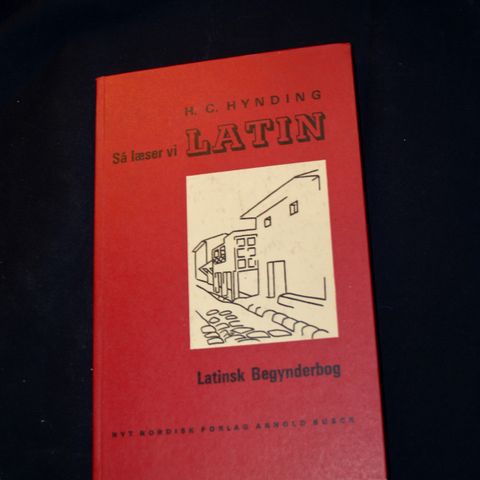 H. C. HYNDING
Så læser vi LATIN
Latinsk Begynderbog
NYT NORDISK FORLAG ARNOLD BUSCK